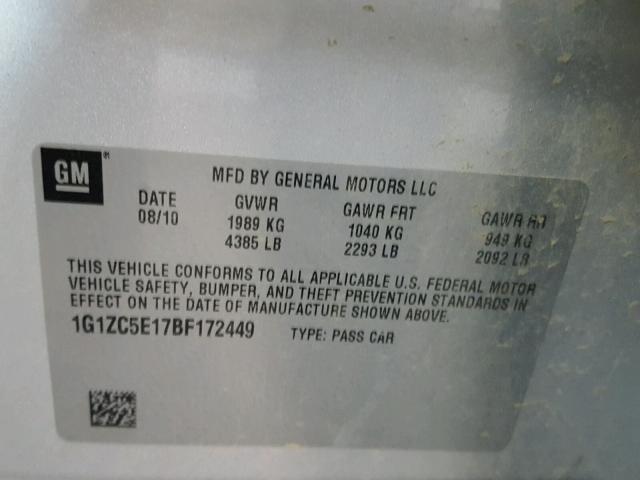 GM ®
MFD BY GENERAL MOTORS LLC
DATE GVWR GAWR FRT GAWR RR
08/10 1989 KG 1040 KG 949 KG
4385 LB 2293 LB 2092 LB
THIS VEHICLE CONFORMS TO ALL APPLICABLE U.S. FEDERAL MOTOR
VEHICLE SAFETY, BUMPER, AND THEFT PREVENTION STANDARDS IN
EFFECT ON THE DATE OF MANUFACTURE SHOWN ABOVE.
1G1ZC5E17BF172449 TYPE: PASS CAR